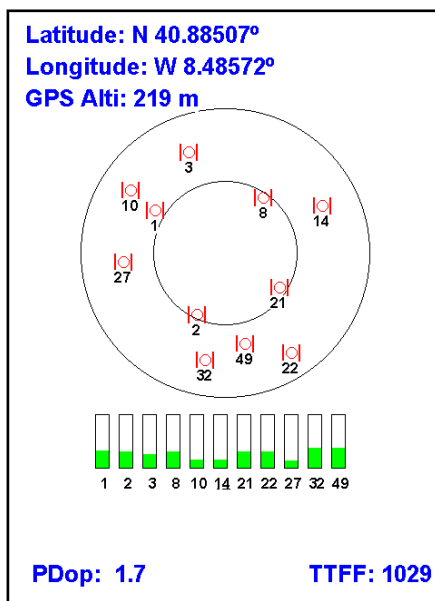 Latitude: N 40.88507º
Longitude: W 8.48572º
GPS Alti: 219 m
3
10
1
8
14
27
21
2
49
32
22
1 2 3 8 10 14 21 22 27 32 49
PDop: 1.7 TTFF: 1029